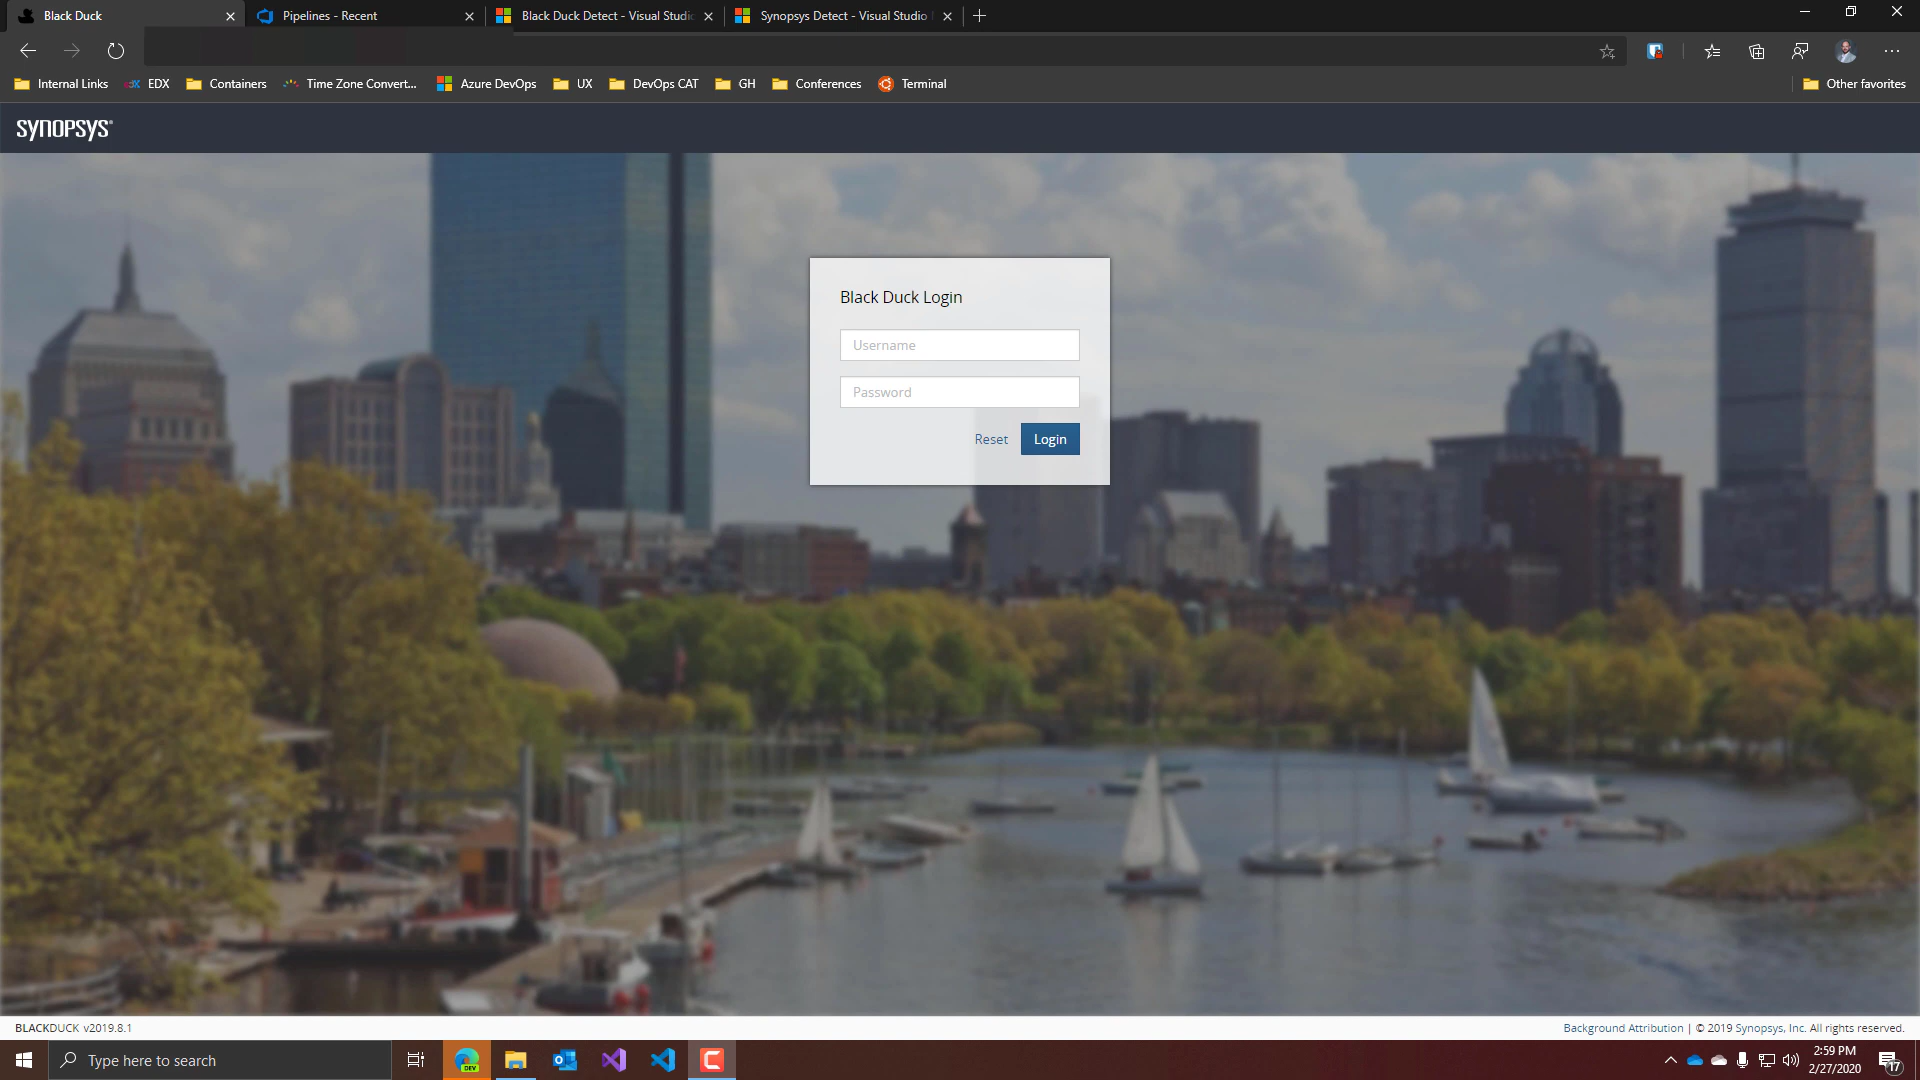 Black Duck
Pipelines - Recent
Black Duck Detect - Visual Studio
Synopsys Detect - Visual Studio
Internal Links
EDX
Containers
Time Zone Convert...
Azure DevOps
UX
DevOps CAT
GH
Conferences
Terminal
Other favorites
SYNOPSYS®
Black Duck Login
Username
Password
Reset
Login
BLACKDUCK v2019.8.1
Background Attribution | © 2019 Synopsys, Inc. All rights reserved.
Type here to search
DEV
2:59 PM
2/27/2020
17